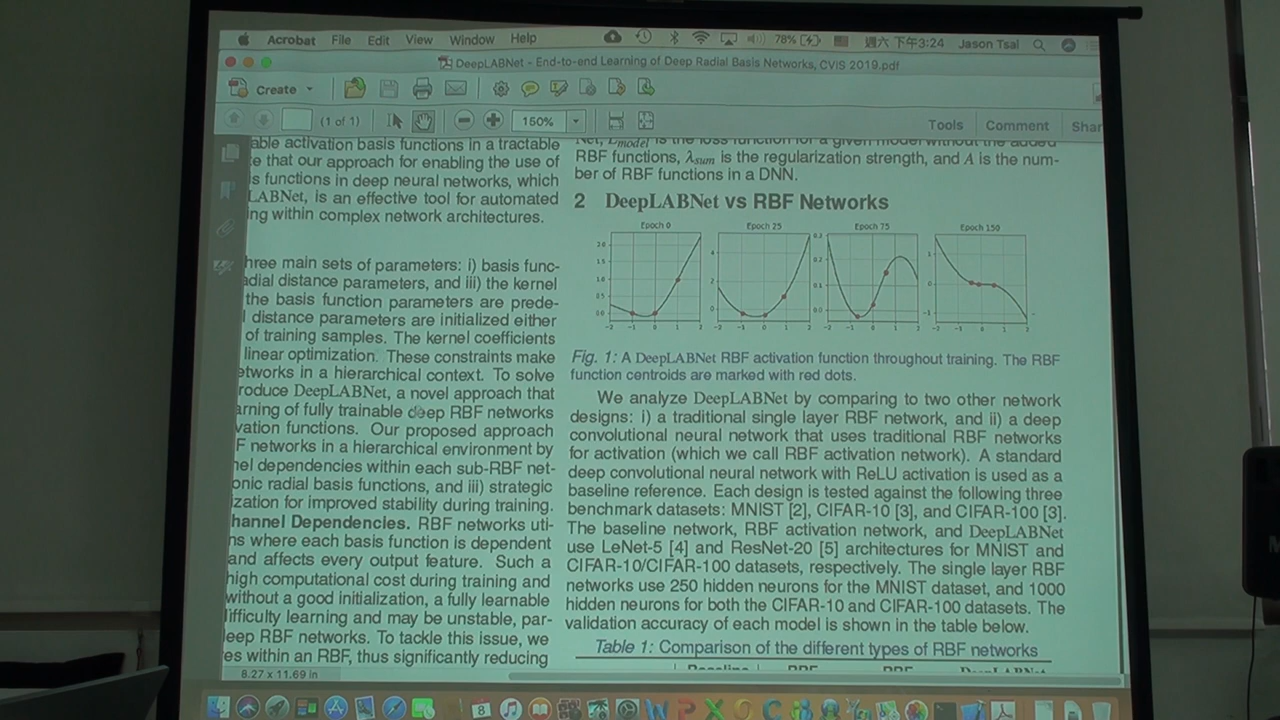 Acrobat File Edit View Window Help 78% 週六 下午3:24 Jason Tsai
DeepLABNet - End-to-end Learning of Deep Radial Basis Networks, CVIS 2019.pdf
Create
(1 of 1) 150% Tools Comment Shar
able activation basis functions in a tractable
e that our approach for enabling the use of
s functions in deep neural networks, which
LABNet, is an effective tool for automated
ng within complex network architectures.
hree main sets of parameters: i) basis func-
adial distance parameters, and iii) the kernel
the basis function parameters are prede-
l distance parameters are initialized either
of training samples. The kernel coefficients
linear optimization. These constraints make
etworks in a hierarchical context. To solve
roduce DeepLABNet, a novel approach that
arning of fully trainable deep RBF networks
vation functions. Our proposed approach
F networks in a hierarchical environment by
nel dependencies within each sub-RBF net-
onic radial basis functions, and iii) strategic
ization for improved stability during training.
hannel Dependencies. RBF networks uti-
ns where each basis function is dependent
and affects every output feature. Such a
high computational cost during training and
without a good initialization, a fully learnable
difficulty learning and may be unstable, par-
deep RBF networks. To tackle this issue, we
es within an RBF, thus significantly reducing
8.27 x 11.69 in
Net, Lmodel is the loss function for a given model without the added
RBF functions, λsum is the regularization strength, and A is the num-
ber of RBF functions in a DNN.
2 DeepLABNet vs RBF Networks
Epoch 0 Epoch 25 Epoch 75 Epoch 150
Fig. 1: A DeepLABNet RBF activation function throughout training. The RBF
function centroids are marked with red dots.
We analyze DeepLABNet by comparing to two other network
designs: i) a traditional single layer RBF network, and ii) a deep
convolutional neural network that uses traditional RBF networks
for activation (which we call RBF activation network). A standard
deep convolutional neural network with ReLU activation is used as a
baseline reference. Each design is tested against the following three
benchmark datasets: MNIST [2], CIFAR-10 [3], and CIFAR-100 [3].
The baseline network, RBF activation network, and DeepLABNet
use LeNet-5 [4] and ResNet-20 [5] architectures for MNIST and
CIFAR-10/CIFAR-100 datasets, respectively. The single layer RBF
networks use 250 hidden neurons for the MNIST dataset, and 1000
hidden neurons for both the CIFAR-10 and CIFAR-100 datasets. The
validation accuracy of each model is shown in the table below.
Table 1: Comparison of the different types of RBF networks